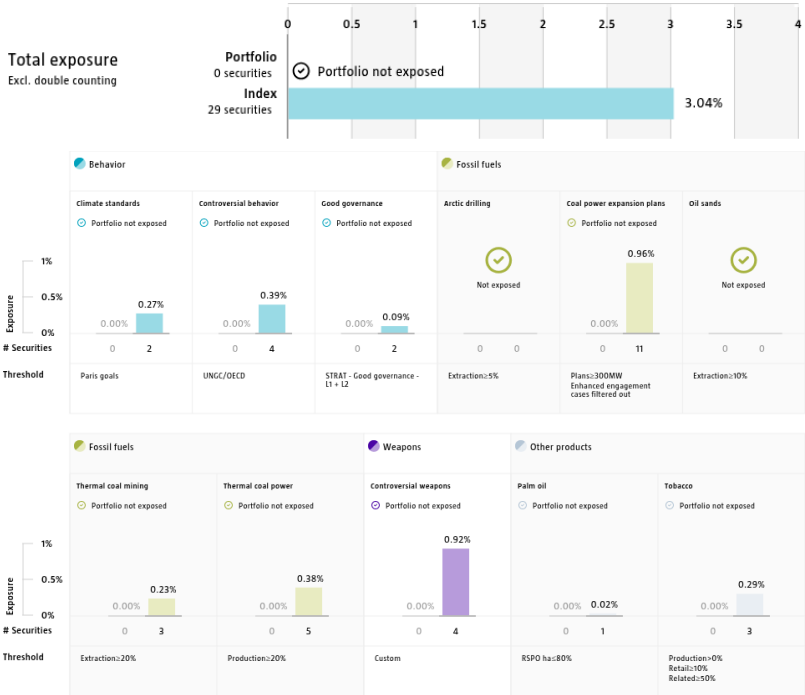 0 0.5 1 1.5 2 2.5 3 3.5 4
Total exposure
Excl. double counting
Portfolio
0 securities
Portfolio not exposed
Index
29 securities
3.04%
Behavior
Fossil fuels
Climate standards
Controversial behavior
Good governance
Arctic drilling
Coal power expansion plans
Oil sands
Portfolio not exposed
Portfolio not exposed
Portfolio not exposed
Portfolio not exposed
Not exposed
Not exposed
Exposure
1%
0.5%
0%
0.00% 0.27%
0.00% 0.39%
0.00% 0.09%
0.00% 0.96%
# Securities
0 2
0 4
0 2
0 0
0 11
0 0
Threshold
Paris goals
UNGC/OECD
STRAT - Good governance -
L1 + L2
Extraction≥5%
Plans≥300MW
Enhanced engagement
cases filtered out
Extraction≥10%
Fossil fuels
Weapons
Other products
Thermal coal mining
Thermal coal power
Controversial weapons
Palm oil
Tobacco
Portfolio not exposed
Portfolio not exposed
Portfolio not exposed
Portfolio not exposed
Portfolio not exposed
Exposure
1%
0.5%
0%
0.00% 0.23%
0.00% 0.38%
0.00% 0.92%
0.00% 0.02%
0.00% 0.29%
# Securities
0 3
0 5
0 4
0 1
0 3
Threshold
Extraction≥20%
Production≥20%
Custom
RSPO ha≤80%
Production>0%
Retail≥10%
Related≥50%